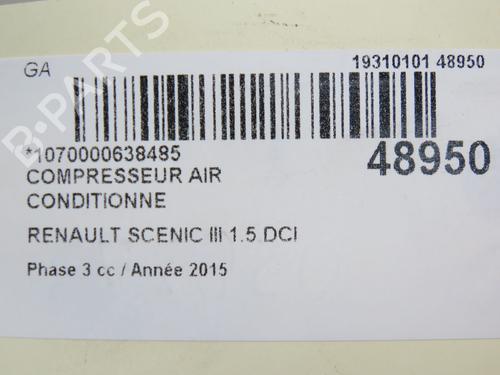 GA
19310101 48950
*1070000638485
48950
COMPRESSEUR AIR
CONDITIONNE
RENAULT SCENIC III 1.5 DCI
Phase 3 cc / Année 2015
B-PARTS